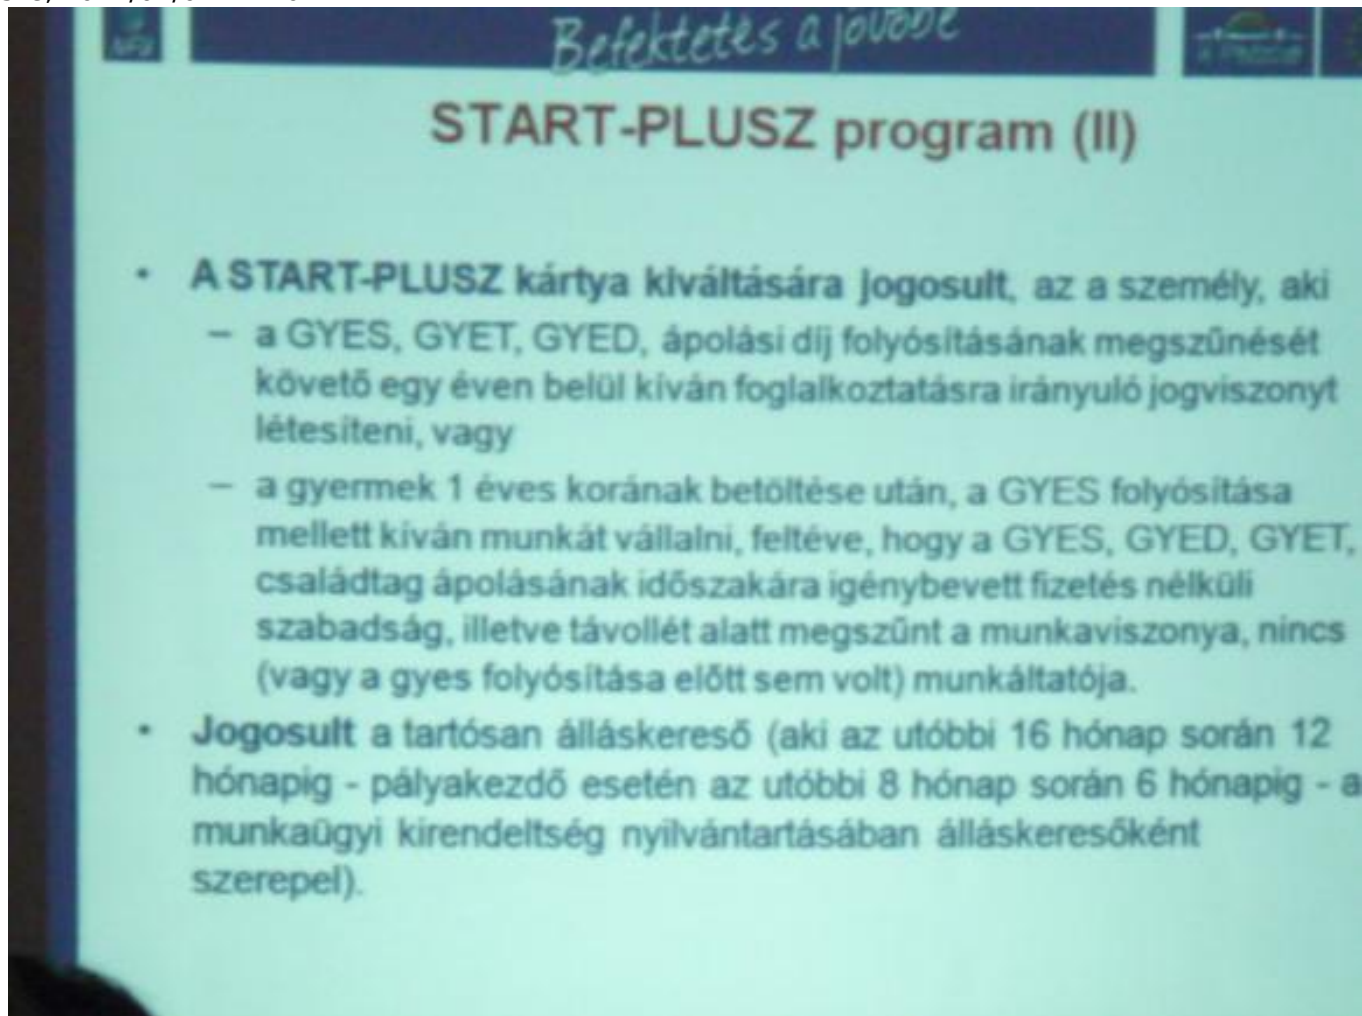 Befektetés a jövőbe
START-PLUSZ program (II)
• A START-PLUSZ kártya kiváltására jogosult, az a személy, aki
– a GYES, GYET, GYED, ápolási díj folyósításának megszűnését
követő egy éven belül kíván foglalkoztatásra irányuló jogviszonyt
létesíteni, vagy
– a gyermek 1 éves korának betöltése után, a GYES folyósítása
mellett kíván munkát vállalni, feltéve, hogy a GYES, GYED, GYET,
családtag ápolásának időszakára igénybevett fizetés nélküli
szabadság, illetve távollét alatt megszűnt a munkaviszonya, nincs
(vagy a gyes folyósítása előtt sem volt) munkáltatója.
• Jogosult a tartósan álláskereső (aki az utóbbi 16 hónap során 12
hónapig - pályakezdő esetén az utóbbi 8 hónap során 6 hónapig - a
munkaügyi kirendeltség nyilvántartásában álláskeresőként
szerepel).